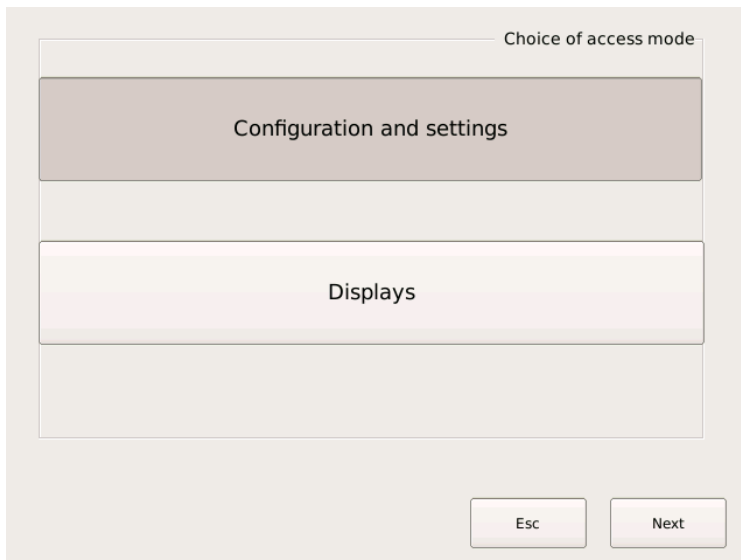 Choice of access mode
Configuration and settings
Displays
Esc
Next